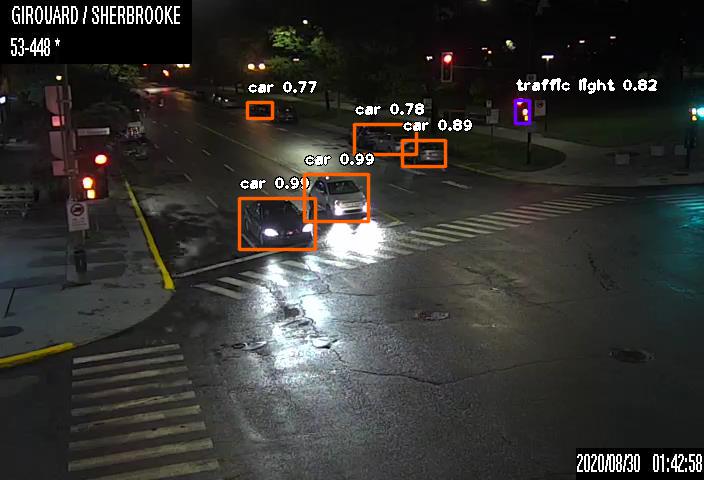 GIROUARD / SHERBROOKE
53-448 *
car 0.77
traffic light 0.82
car 0.78
car 0.89
car 0.99
car 0.99
2020/08/30 01:42:58